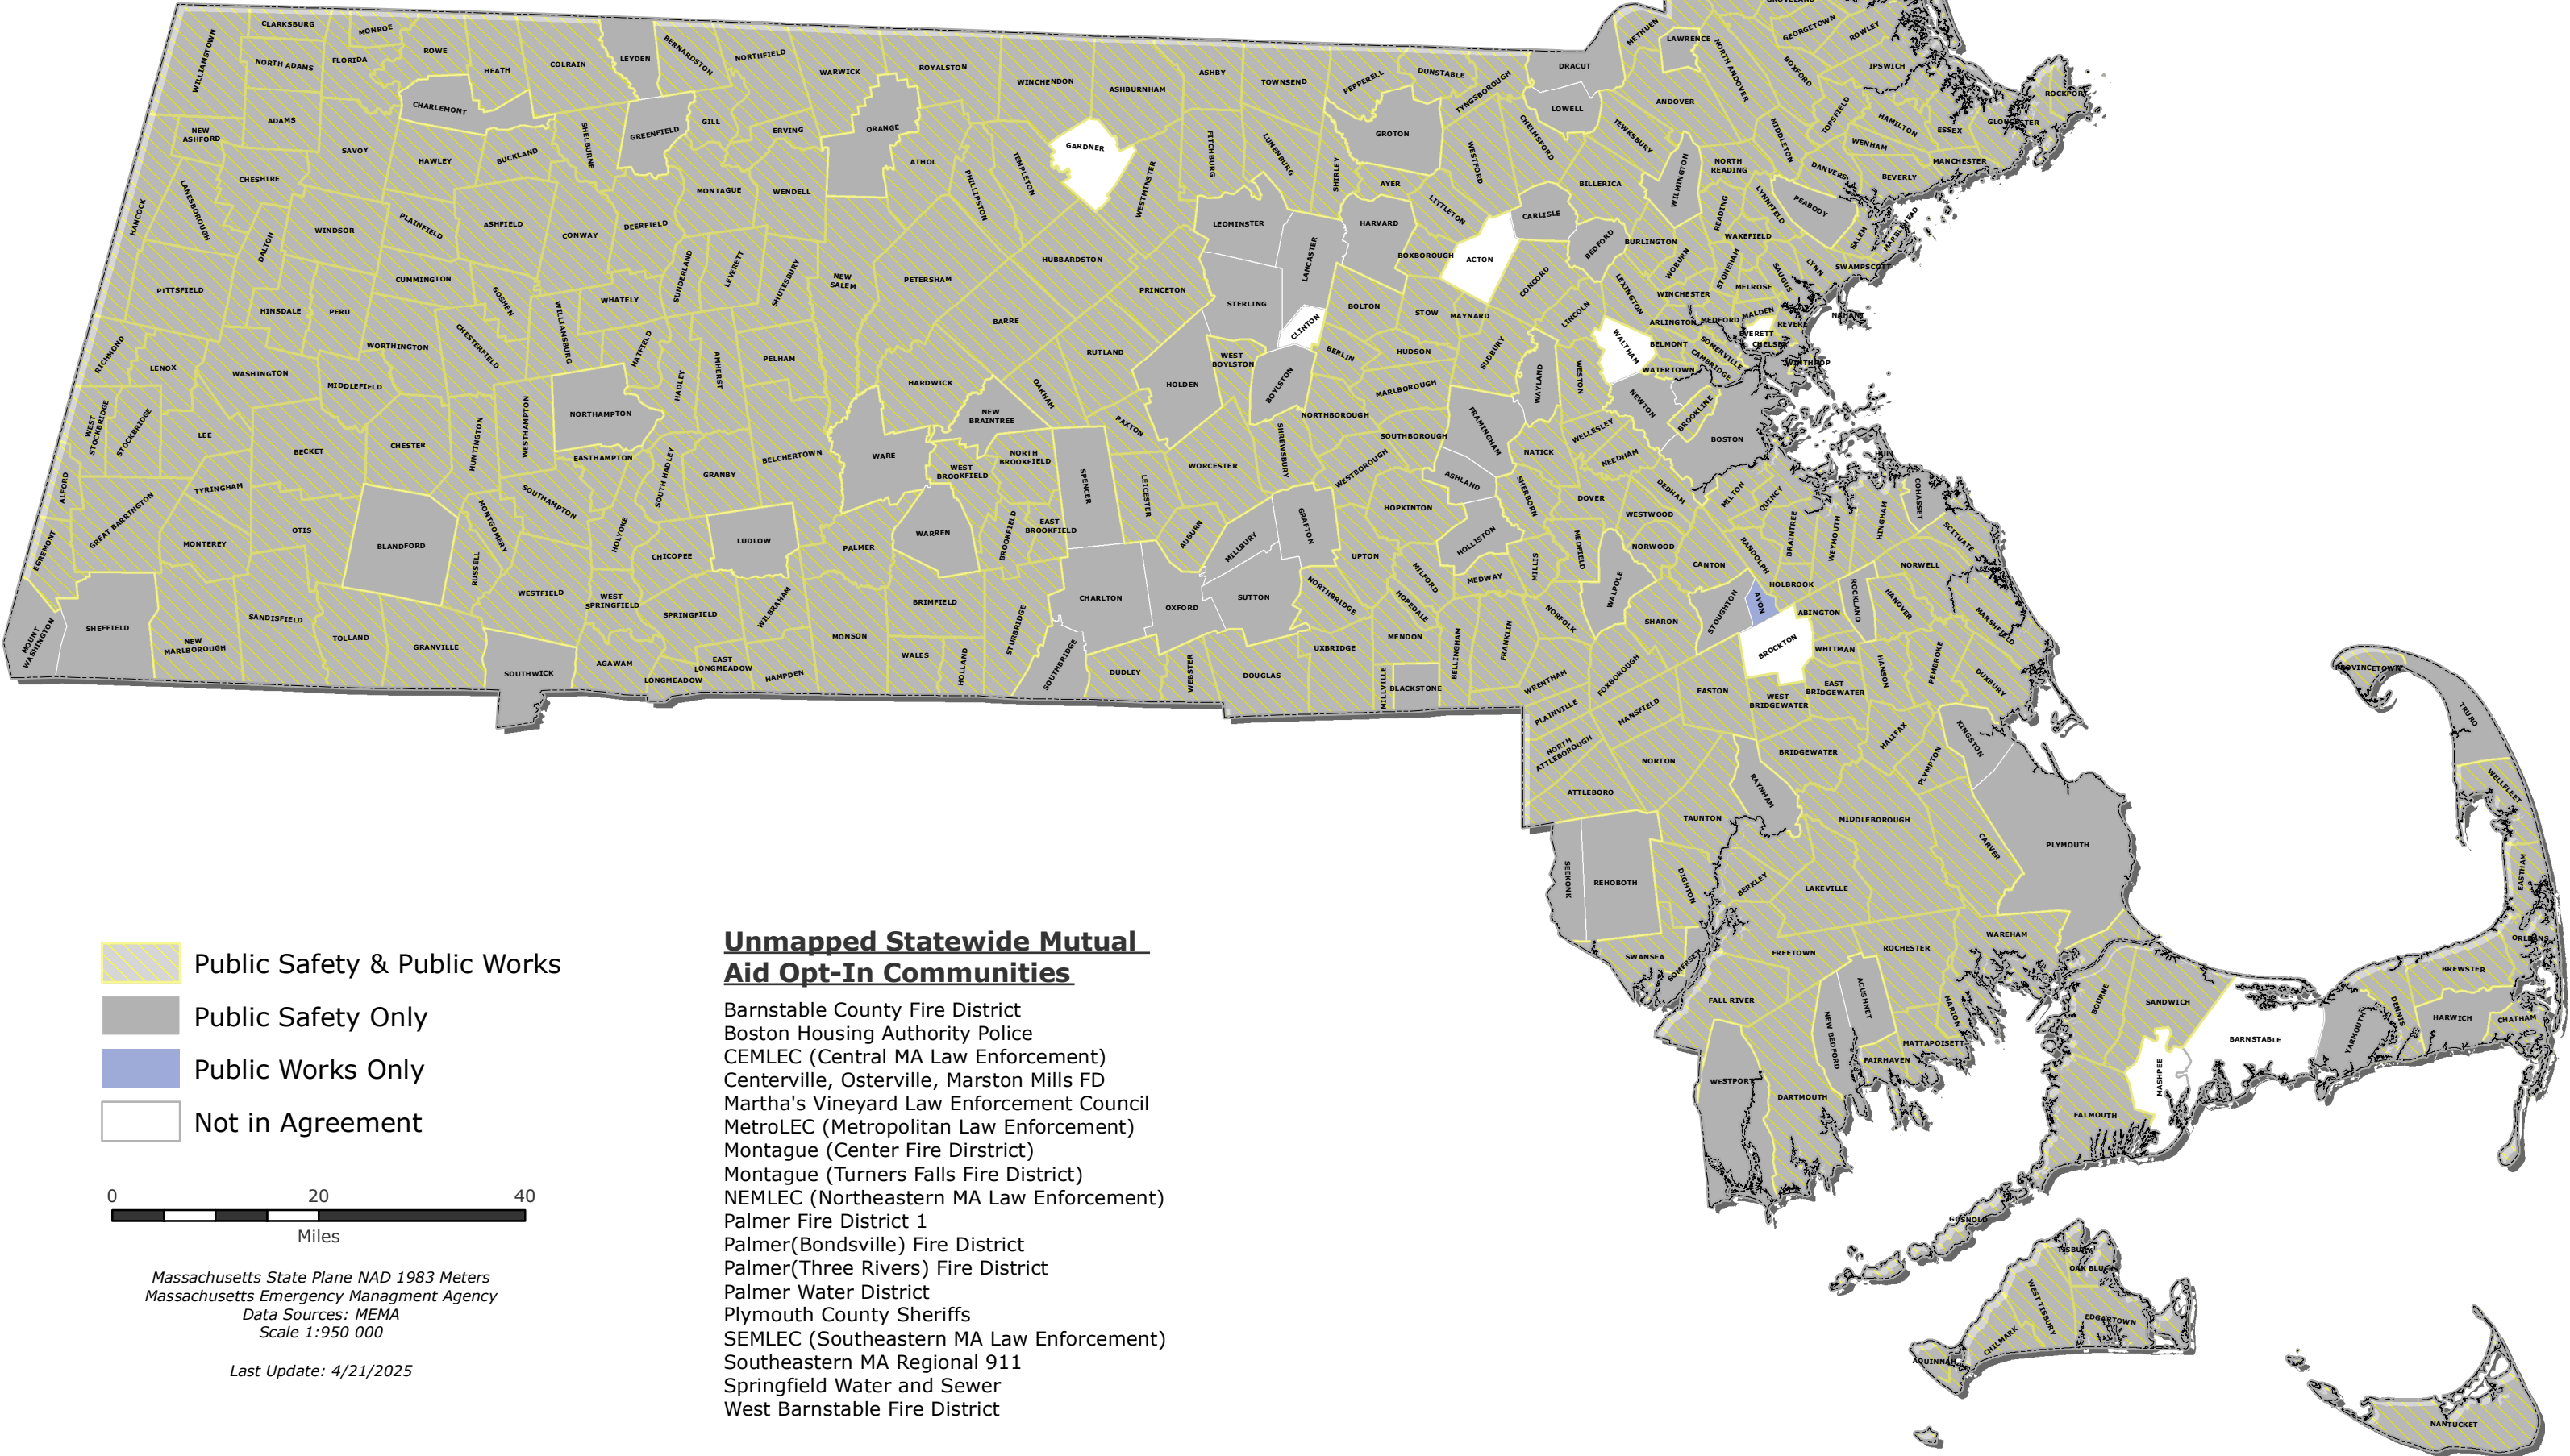 CLARKSBURG
MONROE
WILLIAMSTOWN
NORTH ADAMS
FLORIDA
ROWE
HEATH
COLRAIN
LEYDEN
BERNARDSTON
NORTHFIELD
WARWICK
ROYALSTON
WINCHENDON
ASHBURNHAM
ASHBY
TOWNSEND
PEPPERELL
DUNSTABLE
TYNGSBOROUGH
DRACUT
METHUEN
LAWRENCE
NORTH ANDOVER
GEORGETOWN
ROWLEY
BOXFORD
IPSWICH
ROCKPORT
NEW
ASHFORD
ADAMS
CHARLEMONT
SAVOY
HAWLEY
BUCKLAND
SHELBURNE
GREENFIELD
GILL
ERVING
ORANGE
ATHOL
PHILLIPSTON
TEMPLETON
GARDNER
WESTMINSTER
FITCHBURG
LUNENBURG
SHIRLEY
GROTON
AYER
WESTFORD
CHELMSFORD
LOWELL
TEWKSBURY
ANDOVER
MIDDLETON
TOPSFIELD
HAMILTON
WENHAM
ESSEX
GLOUCESTER
MANCHESTER
HANCOCK
LANESBOROUGH
CHESHIRE
DALTON
WINDSOR
PLAINFIELD
ASHFIELD
CONWAY
DEERFIELD
MONTAGUE
WENDELL
LEOMINSTER
LANCASTER
HARVARD
LITTLETON
BOXBOROUGH
ACTON
CARLISLE
BILLERICA
BEDFORD
WILMINGTON
NORTH
READING
READING
LYNNFIELD
PEABODY
DANVERS
BEVERLY
SALEM
MARBLEHEAD
BURLINGTON
WOBURN
WAKEFIELD
STONEHAM
SAUGUS
LYNN
SWAMPSCOTT
NAHANT
PITTSFIELD
HINSDALE
PERU
CUMMINGTON
GOSHEN
WILLIAMSBURG
WHATELY
SUNDERLAND
LEVERETT
SHUTESBURY
NEW
SALEM
PETERSHAM
HUBBARDSTON
PRINCETON
STERLING
CLINTON
BOLTON
STOW
MAYNARD
CONCORD
LINCOLN
LEXINGTON
WINCHESTER
MELROSE
ARLINGTON
MEDFORD
MALDEN
REVERE
EVERETT
CHELSEA
WINTHROP
RICHMOND
LENOX
WASHINGTON
WORTHINGTON
MIDDLEFIELD
CHESTERFIELD
HATFIELD
HADLEY
AMHERST
PELHAM
BARRE
HARDWICK
OAKHAM
RUTLAND
HOLDEN
WEST
BOYLSTON
BOYLSTON
BERLIN
HUDSON
MARLBOROUGH
SUDBURY
WAYLAND
WESTON
WALTHAM
BELMONT
WATERTOWN
SOMERVILLE
CAMBRIDGE
NEWTON
BROOKLINE
BOSTON
WEST
STOCKBRIDGE
STOCKBRIDGE
LEE
BECKET
CHESTER
HUNTINGTON
WESTHAMPTON
NORTHAMPTON
EASTHAMPTON
SOUTH HADLEY
GRANBY
BELCHERTOWN
WARE
NEW
BRAINTREE
WEST
BROOKFIELD
NORTH
BROOKFIELD
SPENCER
PAXTON
LEICESTER
WORCESTER
SHREWSBURY
NORTHBOROUGH
SOUTHBOROUGH
WESTBOROUGH
FRAMINGHAM
ASHLAND
NATICK
WELLESLEY
NEEDHAM
DEDHAM
MILTON
QUINCY
HULL
COHASSET
ALFORD
GREAT BARRINGTON
TYRINGHAM
MONTEREY
OTIS
BLANDFORD
MONTGOMERY
RUSSELL
SOUTHAMPTON
HOLYOKE
CHICOPEE
LUDLOW
PALMER
WARREN
BROOKFIELD
EAST
BROOKFIELD
AUBURN
MILLBURY
GRAFTON
UPTON
HOPKINTON
HOLLISTON
SHERBORN
DOVER
WESTWOOD
MEDFIELD
NORWOOD
CANTON
RANDOLPH
BRAINTREE
WEYMOUTH
HINGHAM
SCITUATE
NORWELL
EGREMONT
MOUNT
WASHINGTON
SHEFFIELD
NEW
MARLBOROUGH
SANDISFIELD
TOLLAND
GRANVILLE
WESTFIELD
SOUTHWICK
WEST
SPRINGFIELD
AGAWAM
SPRINGFIELD
LONGMEADOW
EAST
LONGMEADOW
WILBRAHAM
HAMPDEN
MONSON
BRIMFIELD
WALES
HOLLAND
STURBRIDGE
SOUTHBRIDGE
CHARLTON
OXFORD
DUDLEY
WEBSTER
SUTTON
DOUGLAS
NORTHBRIDGE
UXBRIDGE
MILFORD
HOPEDALE
MENDON
MILLVILLE
BLACKSTONE
BELLINGHAM
MEDWAY
MILLIS
FRANKLIN
NORFOLK
WALPOLE
WRENTHAM
SHARON
FOXBOROUGH
STOUGHTON
AVON
HOLBROOK
BROCKTON
ABINGTON
ROCKLAND
HANOVER
MARSHFIELD
WHITMAN
HANSON
PEMBROKE
DUXBURY
EASTON
WEST
BRIDGEWATER
EAST
BRIDGEWATER
PLAINVILLE
NORTH
ATTLEBOROUGH
MANSFIELD
NORTON
ATTLEBORO
TAUNTON
RAYNHAM
BRIDGEWATER
HALIFAX
PLYMPTON
KINGSTON
MIDDLEBOROUGH
CARVER
PLYMOUTH
PROVINCETOWN
TRURO
WELLFLEET
EASTHAM
ORLEANS
BREWSTER
SEEKONK
REHOBOTH
DIGHTON
BERKLEY
LAKEVILLE
SWANSEA
SOMERSET
FREETOWN
ROCHESTER
WAREHAM
FALL RIVER
NEW BEDFORD
ACUSHNET
MARION
MATTAPOISETT
FAIRHAVEN
WESTPORT
DARTMOUTH
BOURNE
SANDWICH
MASHPEE
BARNSTABLE
YARMOUTH
DENNIS
HARWICH
CHATHAM
FALMOUTH
GOSNOLD
TISBURY
OAK BLUFFS
WEST TISBURY
EDGARTOWN
CHILMARK
AQUINNAH
NANTUCKET
Public Safety & Public Works
Public Safety Only
Public Works Only
Not in Agreement
0 20 40
Miles
Massachusetts State Plane NAD 1983 Meters
Massachusetts Emergency Managment Agency
Data Sources: MEMA
Scale 1:950 000
Last Update: 4/21/2025
Unmapped Statewide Mutual
Aid Opt-In Communities
Barnstable County Fire District
Boston Housing Authority Police
CEMLEC (Central MA Law Enforcement)
Centerville, Osterville, Marston Mills FD
Martha's Vineyard Law Enforcement Council
MetroLEC (Metropolitan Law Enforcement)
Montague (Center Fire Dirstrict)
Montague (Turners Falls Fire District)
NEMLEC (Northeastern MA Law Enforcement)
Palmer Fire District 1
Palmer(Bondsville) Fire District
Palmer(Three Rivers) Fire District
Palmer Water District
Plymouth County Sheriffs
SEMLEC (Southeastern MA Law Enforcement)
Southeastern MA Regional 911
Springfield Water and Sewer
West Barnstable Fire District